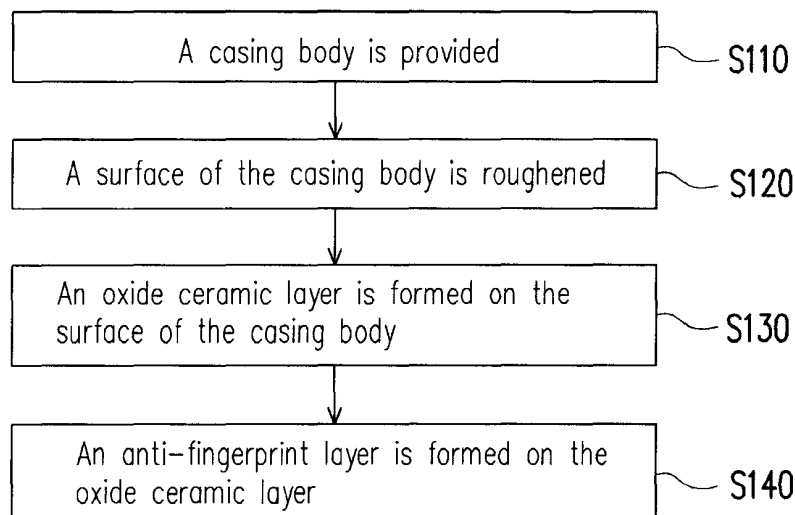 A casing body is provided
S110
A surface of the casing body is roughened
S120
An oxide ceramic layer is formed on the
surface of the casing body
S130
An anti-fingerprint layer is formed on the
oxide ceramic layer
S140